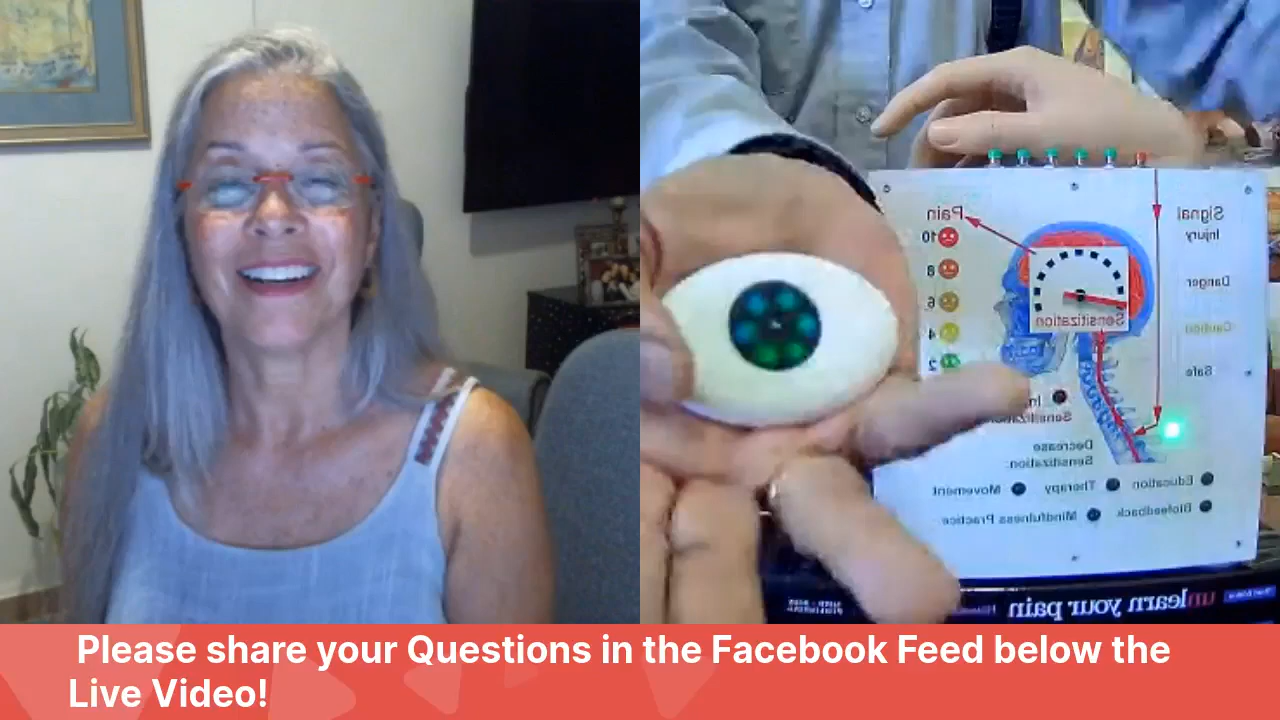 Pain
Signal
10
Injury
8
Danger
6
Sensitization
Caution
4
2
Safe
Decrease
Sensitization:
Movement
Therapy
Education
Mindfulness Practice
Biofeedback
unlearn your pain
Please share your Questions in the Facebook Feed below the
Live Video!